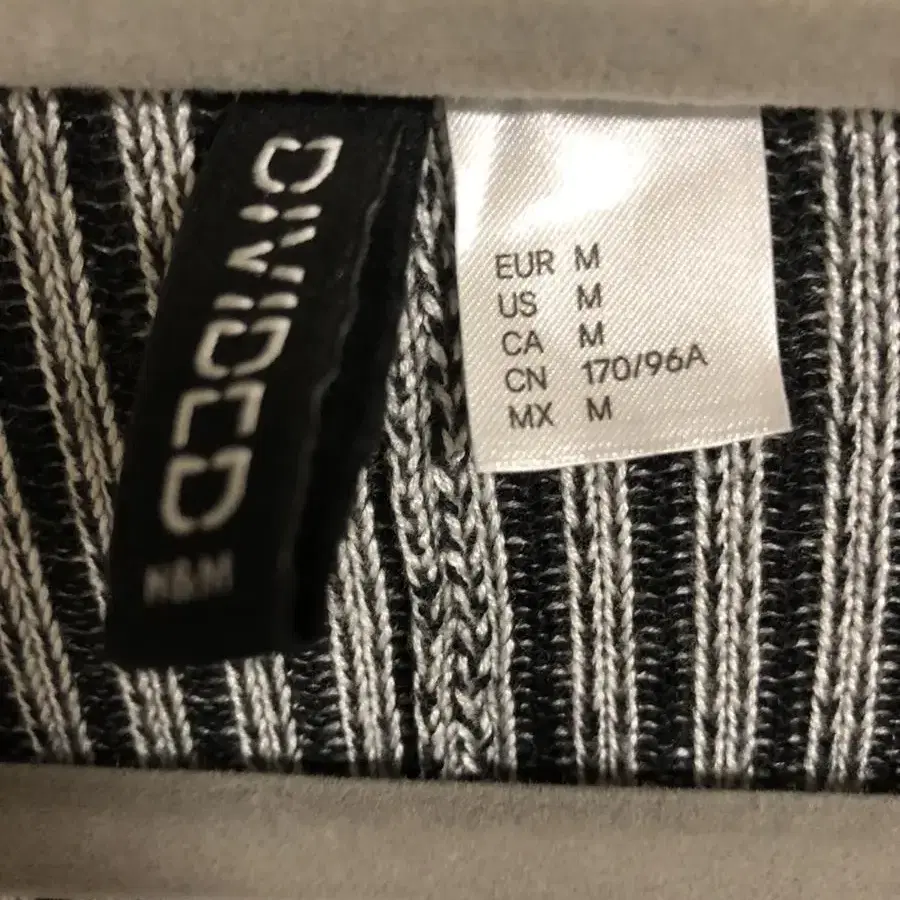 DIVIDED
H&M
EUR M
US M
CA M
CN 170/96A
MX M